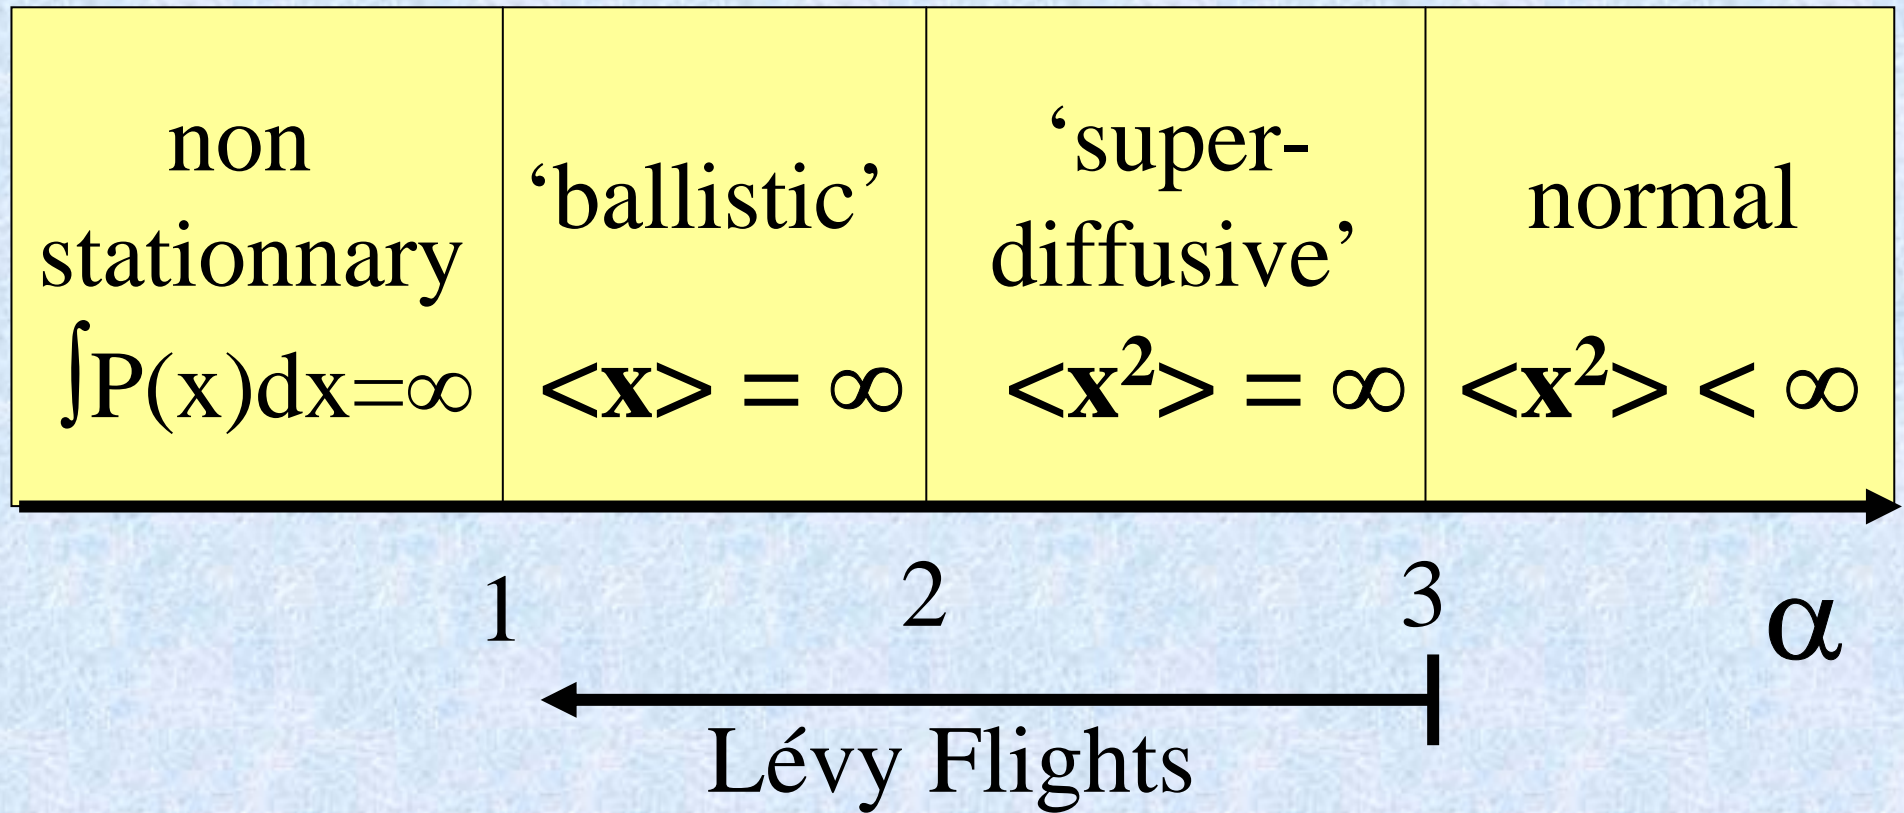 non
stationnary
∫P(x)dx=∞
‘ballistic’
<x> = ∞
‘super-
diffusive’
<x²> = ∞
normal
<x²> < ∞
1
2
3
α
Lévy Flights